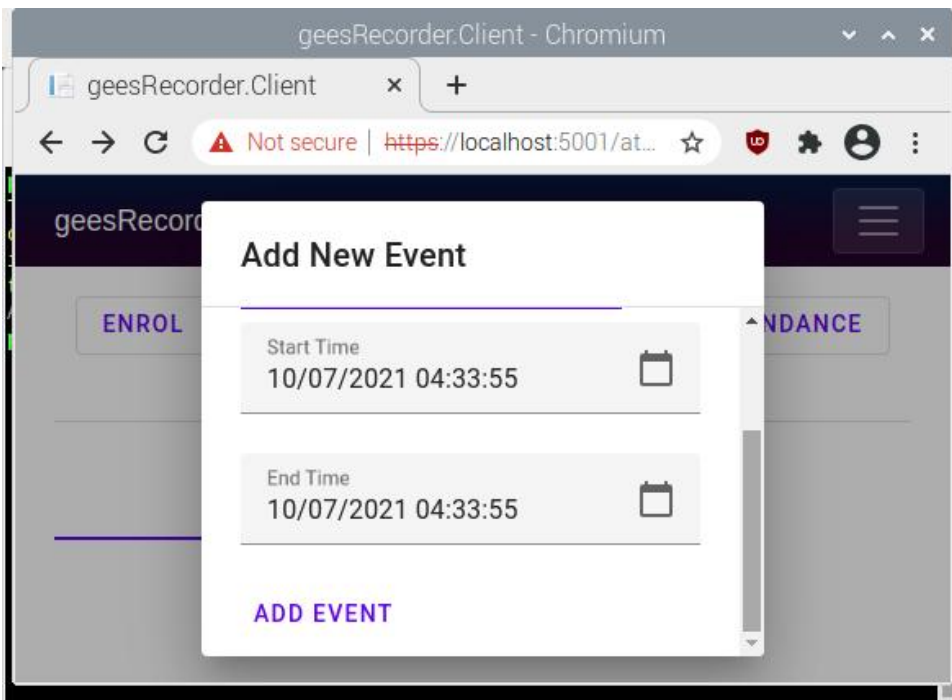 geesRecorder.Client - Chromium
geesRecorder.Client
Not secure | https://localhost:5001/at...
geesRecord
Add New Event
ENROL
NDANCE
Start Time
10/07/2021 04:33:55
End Time
10/07/2021 04:33:55
ADD EVENT